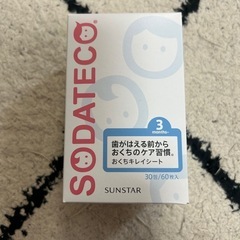 SODATECO
3
歯がはえる前から
おくちのケア習慣。
おくちキレイシート
30包/60枚入
SUNSTAR